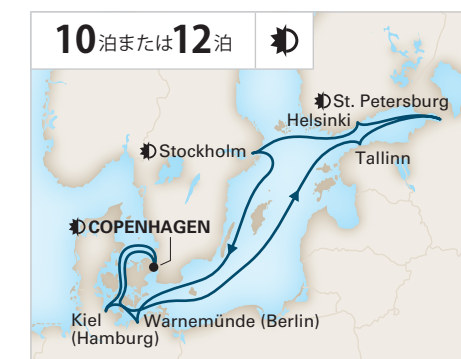 10泊または12泊
St. Petersburg
Helsinki
Stockholm
Tallinn
COPENHAGEN
Kiel
(Hamburg)
Warnemünde (Berlin)